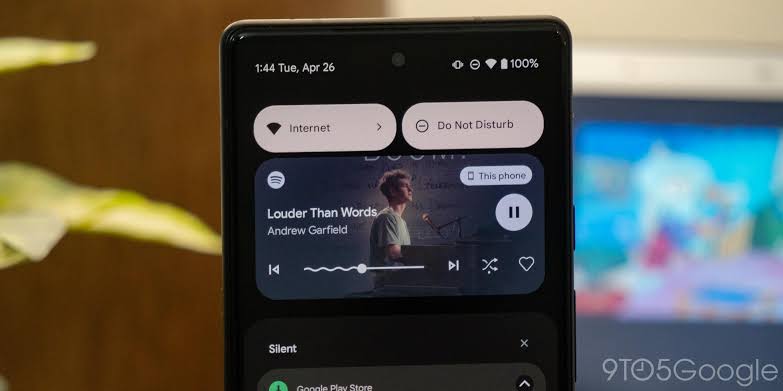 1:44 Tue, Apr 26
100%
Internet
Do Not Disturb
This phone
Louder Than Words
Andrew Garfield
Silent
Google Play Store
9TO5Google